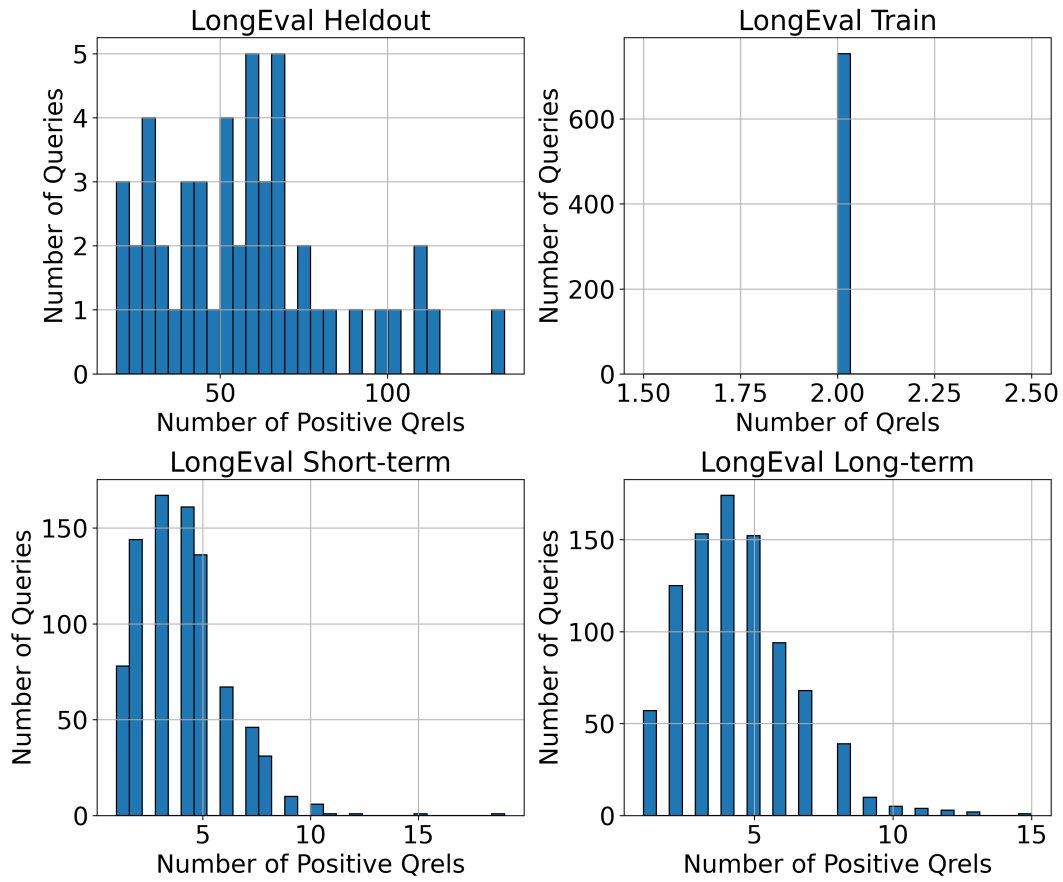 LongEval Heldout
5
4
3
2
1
0
Number of Queries
50 100
Number of Positive Qrels
LongEval Train
600
400
200
0
Number of Queries
1.50 1.75 2.00 2.25 2.50
Number of Qrels
LongEval Short-term
150
100
50
0
Number of Queries
5 10 15
Number of Positive Qrels
LongEval Long-term
150
100
50
0
Number of Queries
5 10 15
Number of Positive Qrels